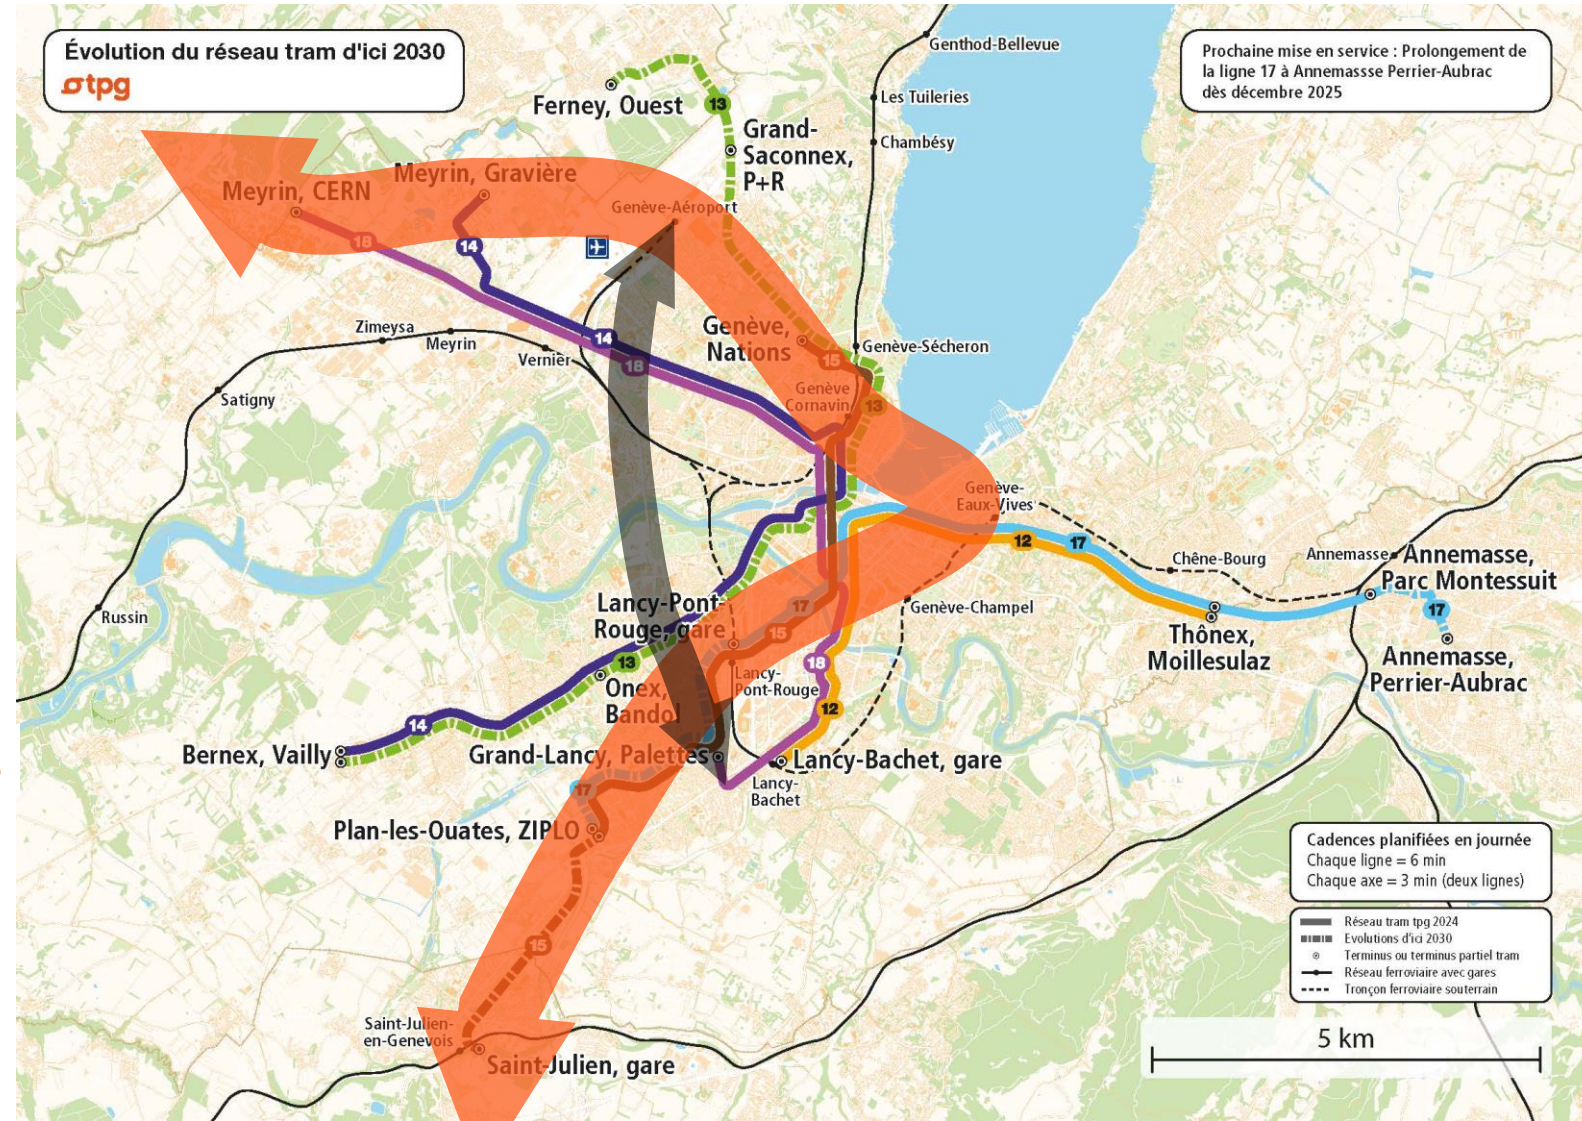 Évolution du réseau tram d'ici 2030
tpg
Prochaine mise en service : Prolongement de
la ligne 17 à Annemassse Perrier-Aubrac
dès décembre 2025
Genthod-Bellevue
Les Tuileries
Chambésy
Ferney, Ouest
13
Grand-
Saconnex,
P+R
Meyrin, CERN
Meyrin, Gravière
Genève-Aéroport
18
14
Zimeysa
Meyrin
Vernier
14
18
Genève,
Nations
15
Genève-Sécheron
Genève
Cornavin
13
Satigny
Genève-
Eaux-Vives
12
17
Chêne-Bourg
Annemasse
Annemasse,
Parc Montessuit
17
Russin
Lancy-Pont-
Rouge, gare
17
15
Genève-Champel
Thônex,
Moillesulaz
Annemasse,
Perrier-Aubrac
13
18
Onex,
Bandol
Lancy-
Pont-Rouge
12
14
Bernex, Vailly
Grand-Lancy, Palettes
Lancy-Bachet, gare
Lancy-
Bachet
17
Plan-les-Ouates, ZIPLO
15
Saint-Julien-
en-Genevois
Saint-Julien, gare
Cadences planifiées en journée
Chaque ligne = 6 min
Chaque axe = 3 min (deux lignes)
Réseau tram tpg 2024
Evolutions d'ici 2030
Terminus ou terminus partiel tram
Réseau ferroviaire avec gares
Tronçon ferroviaire souterrain
5 km